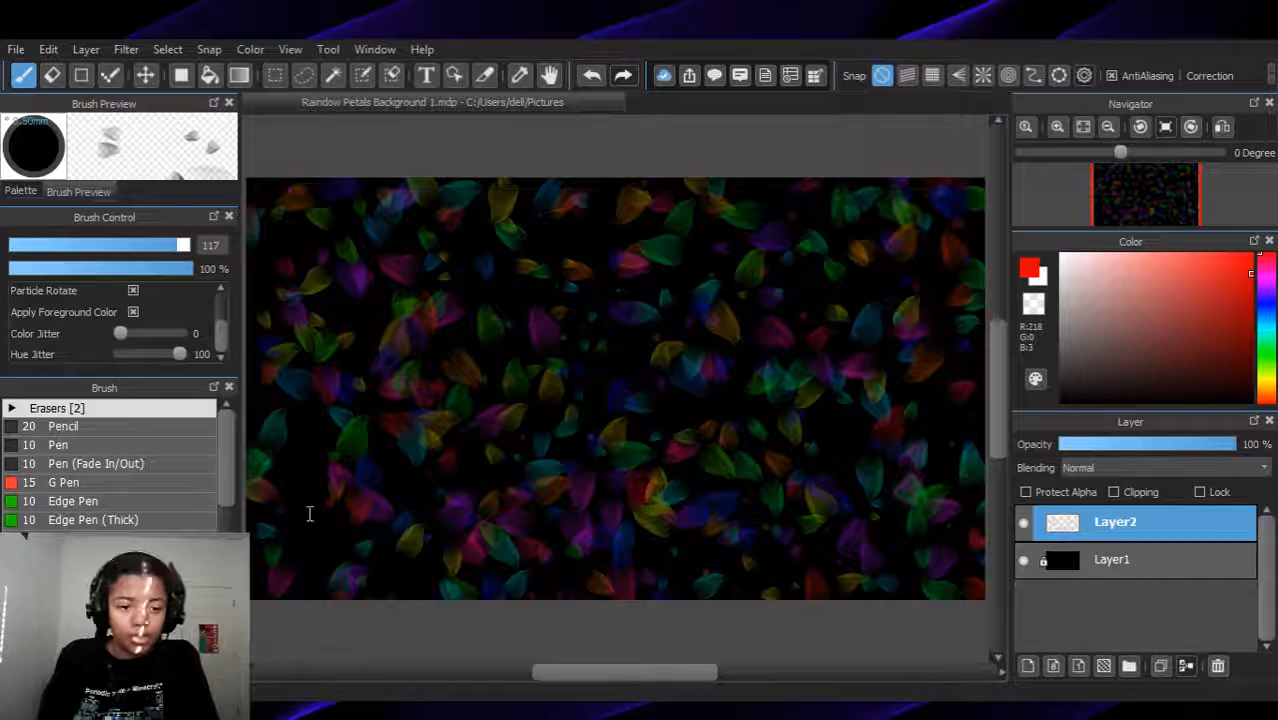 File Edit Layer Filter Select Snap Color View Tool Window Help
Snap AntiAliasing Correction
Brush Preview
Raindow Petals Background 1.mdp - C:/Users/dell/Pictures
Navigator
0.50mm
0 Degree
Palette Brush Preview
Brush Control
117
100 %
Particle Rotate
Apply Foreground Color
Color Jitter 0
Hue Jitter 100
Brush
Erasers [2]
20 Pencil
10 Pen
10 Pen (Fade In/Out)
15 G Pen
10 Edge Pen
10 Edge Pen (Thick)
Color
R:218
G:0
B:3
Layer
Opacity 100 %
Blending Normal
Protect Alpha Clipping Lock
Layer2
Layer1